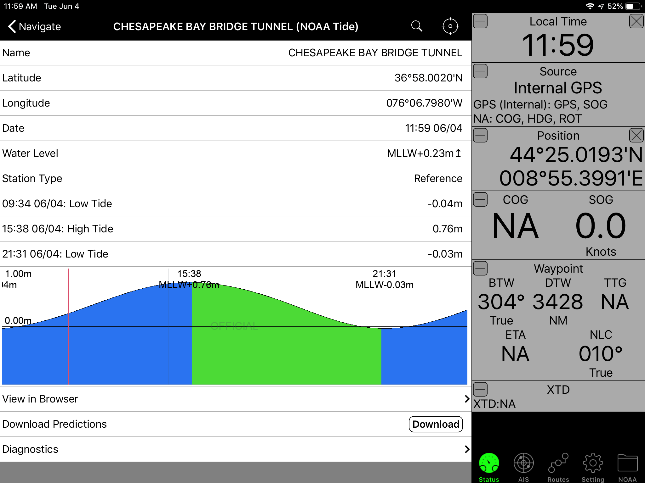 11:59 AM Tue Jun 4
52%
Navigate
CHESAPEAKE BAY BRIDGE TUNNEL (NOAA Tide)
Name CHESAPEAKE BAY BRIDGE TUNNEL
Latitude 36°58.0020'N
Longitude 076°06.7980'W
Date 11:59 06/04
Water Level MLLW+0.23m↥
Station Type Reference
09:34 06/04: Low Tide -0.04m
15:38 06/04: High Tide 0.76m
21:31 06/04: Low Tide -0.03m
1.00m 15:38 21:31
04m MLLW+0.76m MLLW-0.03m
0.00m
OFFICIAL
View in Browser
Download Predictions Download
Diagnostics
Local Time
11:59
Source
Internal GPS
GPS (Internal): GPS, SOG
NA: COG, HDG, ROT
Position
44°25.0193'N
008°55.3991'E
COG SOG
NA 0.0
Knots
Waypoint
BTW DTW TTG
304° 3428 NA
True NM
ETA NLC
NA 010°
True
XTD
XTD:NA
Status AIS Routes Setting NOAA